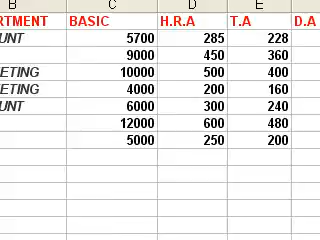 B C D E
RTMENT BASIC H.R.A T.A D.A
UNT 5700 285 228
9000 450 360
ETING 10000 500 400
ETING 4000 200 160
UNT 6000 300 240
12000 600 480
5000 250 200